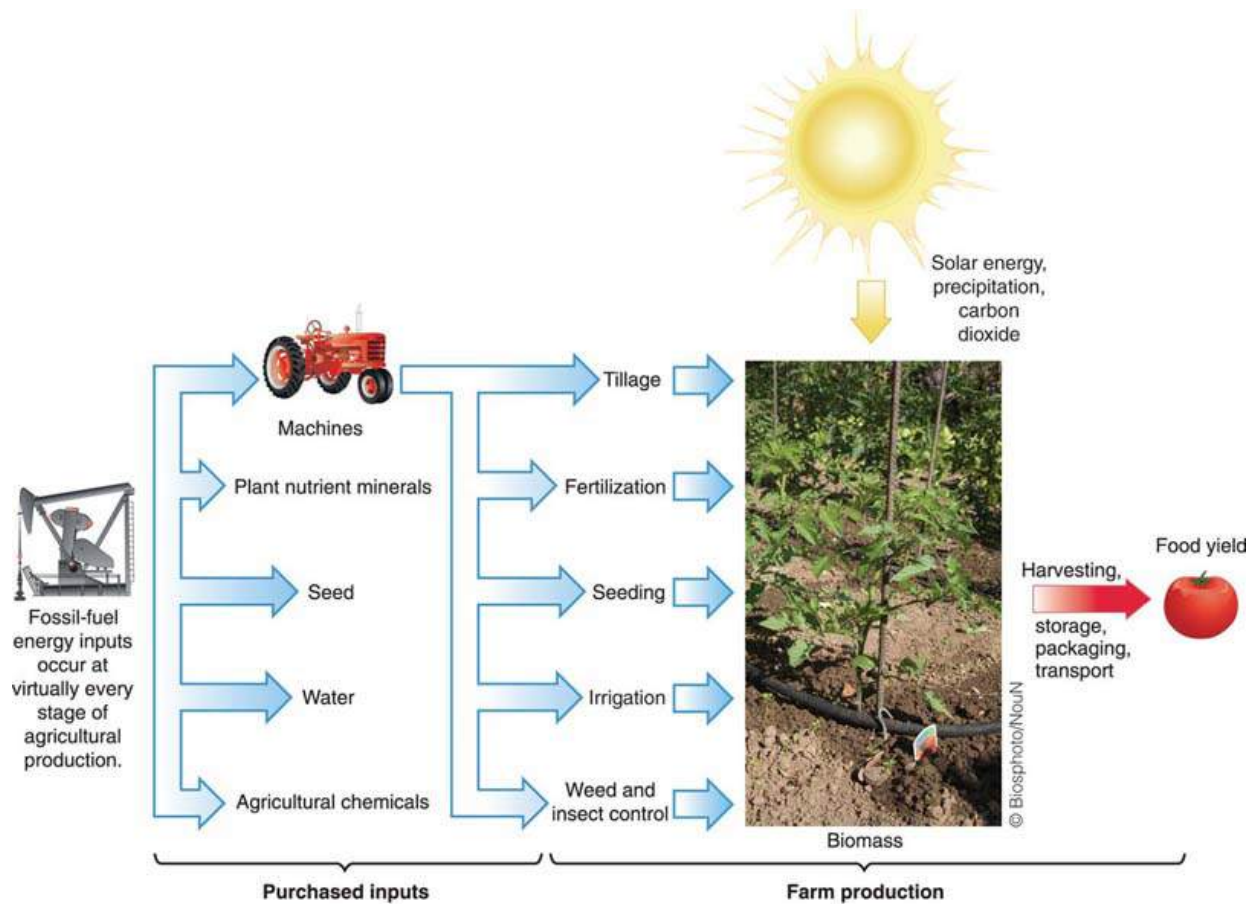 Solar energy,
precipitation,
carbon
dioxide
Machines
Tillage
Plant nutrient minerals
Fertilization
Seed
Seeding
Water
Irrigation
Agricultural chemicals
Weed and
insect control
Fossil-fuel
energy inputs
occur at
virtually every
stage of
agricultural
production.
Food yield
Harvesting,
storage,
packaging,
transport
© Biosphoto/NouN
Biomass
Purchased inputs
Farm production